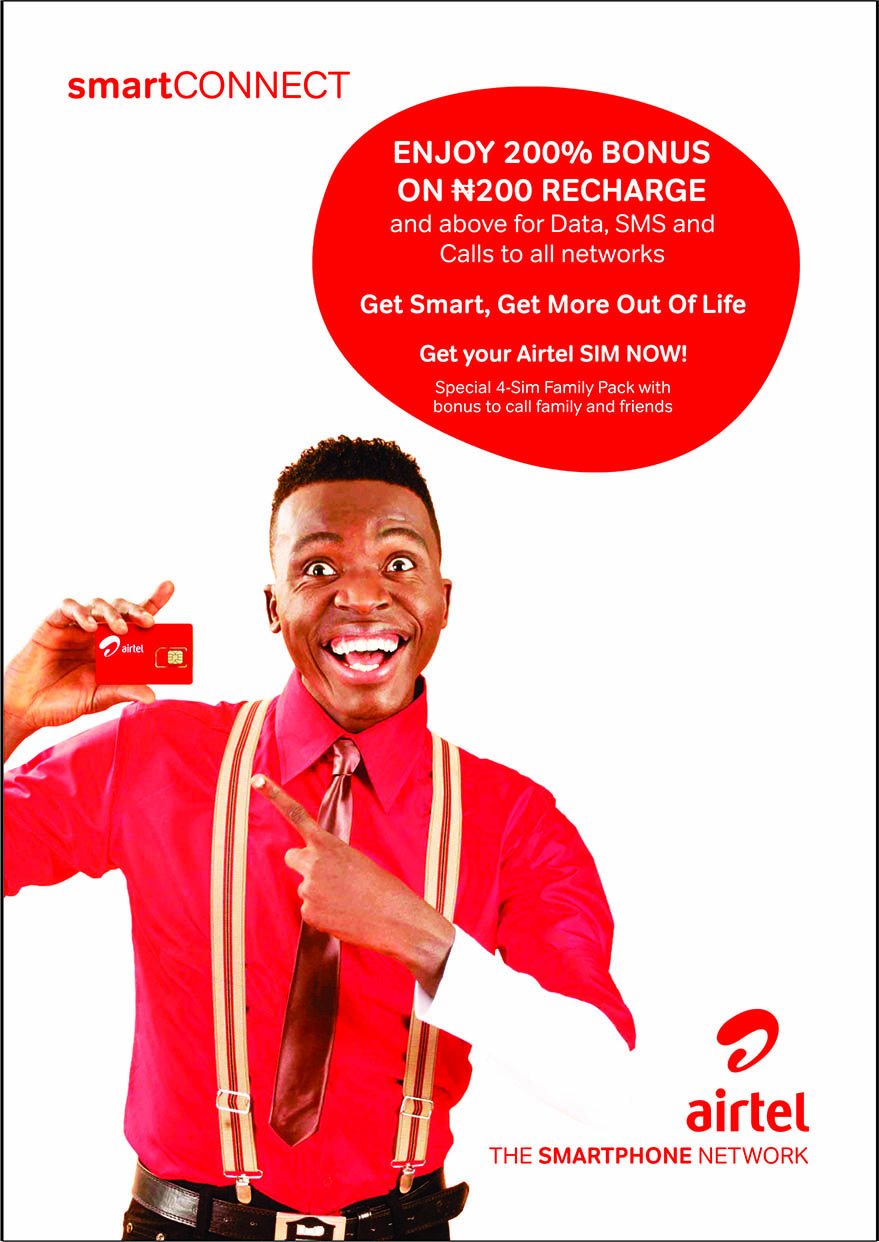 smartCONNECT
ENJOY 200% BONUS
ON ₦200 RECHARGE
and above for Data, SMS and
Calls to all networks
Get Smart, Get More Out Of Life
Get your Airtel SIM NOW!
Special 4-Sim Family Pack with
bonus to call family and friends
airtel
airtel
THE SMARTPHONE NETWORK